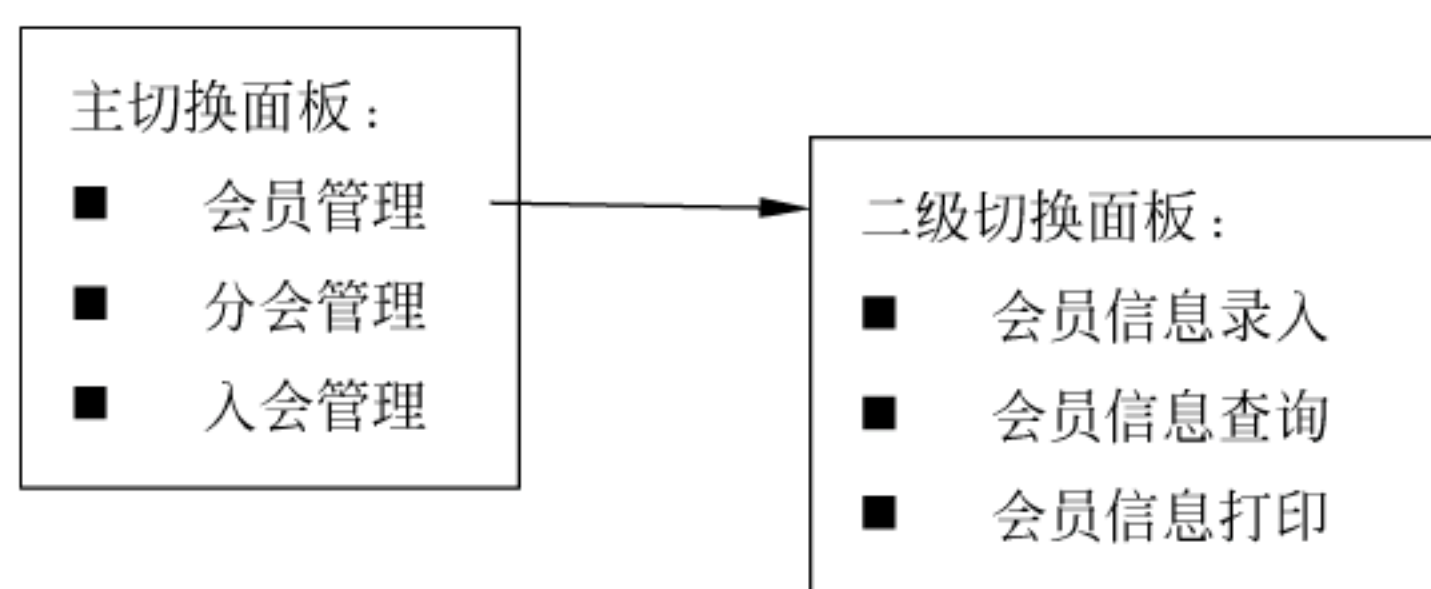 主切换面板：
■ 会员管理
■ 分会管理
■ 入会管理
二级切换面板：
■ 会员信息录入
■ 会员信息查询
■ 会员信息打印